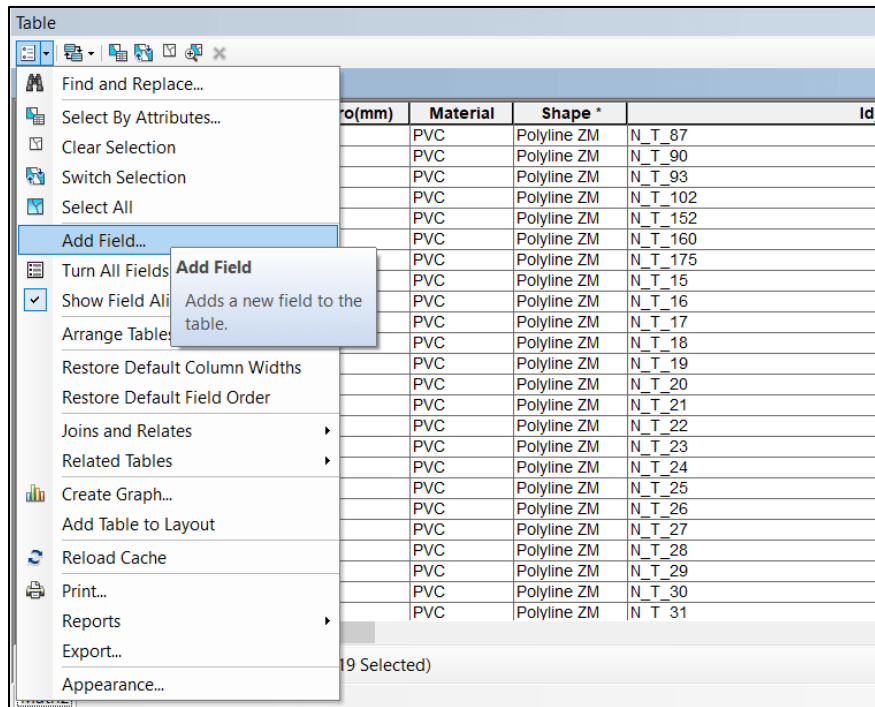 Table
Find and Replace...
ro(mm) Material Shape * Id
Select By Attributes...
Clear Selection
Switch Selection
Select All
Add Field...
Turn All Fields
Show Field Ali
Arrange Tables
Restore Default Column Widths
Restore Default Field Order
Joins and Relates
Related Tables
Create Graph...
Add Table to Layout
Reload Cache
Print...
Reports
Export...
Appearance...
Add Field
Adds a new field to the
table.
PVC Polyline ZM N_T_87
PVC Polyline ZM N_T_90
PVC Polyline ZM N_T_93
PVC Polyline ZM N_T_102
PVC Polyline ZM N_T_152
PVC Polyline ZM N_T_160
PVC Polyline ZM N_T_175
PVC Polyline ZM N_T_15
PVC Polyline ZM N_T_16
PVC Polyline ZM N_T_17
PVC Polyline ZM N_T_18
PVC Polyline ZM N_T_19
PVC Polyline ZM N_T_20
PVC Polyline ZM N_T_21
PVC Polyline ZM N_T_22
PVC Polyline ZM N_T_23
PVC Polyline ZM N_T_24
PVC Polyline ZM N_T_25
PVC Polyline ZM N_T_26
PVC Polyline ZM N_T_27
PVC Polyline ZM N_T_28
PVC Polyline ZM N_T_29
PVC Polyline ZM N_T_30
PVC Polyline ZM N_T_31
19 Selected)